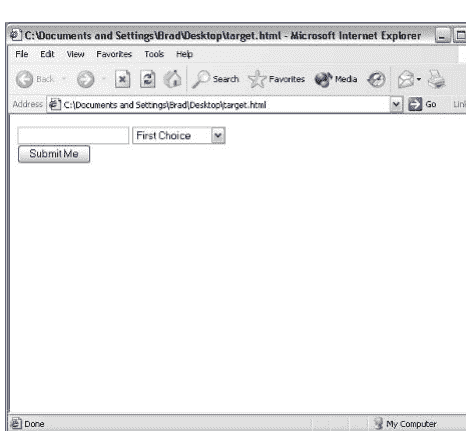 C:\Documents and Settings\Brad\Desktop\target.html - Microsoft Internet Explorer
File Edit View Favorites Tools Help
Back Search Favorites Media
Address C:\Documents and Settings\Brad\Desktop\target.html Go Lin
First Choice
Submit Me
Done My Computer